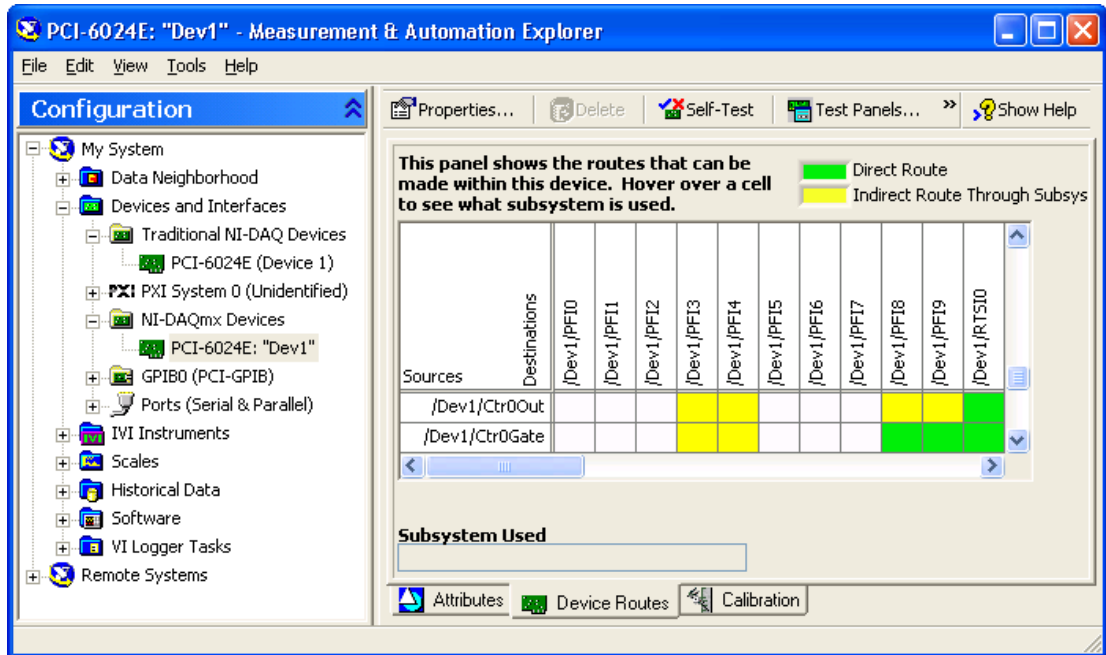 PCI-6024E: "Dev1" - Measurement & Automation Explorer
File Edit View Tools Help
Configuration
My System
Data Neighborhood
Devices and Interfaces
Traditional NI-DAQ Devices
PCI-6024E (Device 1)
PXI PXI System 0 (Unidentified)
NI-DAQmx Devices
PCI-6024E: "Dev1"
GPIB0 (PCI-GPIB)
Ports (Serial & Parallel)
IVI IVI Instruments
Scales
Historical Data
Software
VI Logger Tasks
Remote Systems
Properties... Delete Self-Test Test Panels... » Show Help
This panel shows the routes that can be
made within this device. Hover over a cell
to see what subsystem is used.
Direct Route
Indirect Route Through Subsys
Sources Destinations /Dev1/PFI0 /Dev1/PFI1 /Dev1/PFI2 /Dev1/PFI3 /Dev1/PFI4 /Dev1/PFI5 /Dev1/PFI6 /Dev1/PFI7 /Dev1/PFI8 /Dev1/PFI9 /Dev1/RTSI0
/Dev1/Ctr0Out
/Dev1/Ctr0Gate
Subsystem Used
Attributes Device Routes Calibration